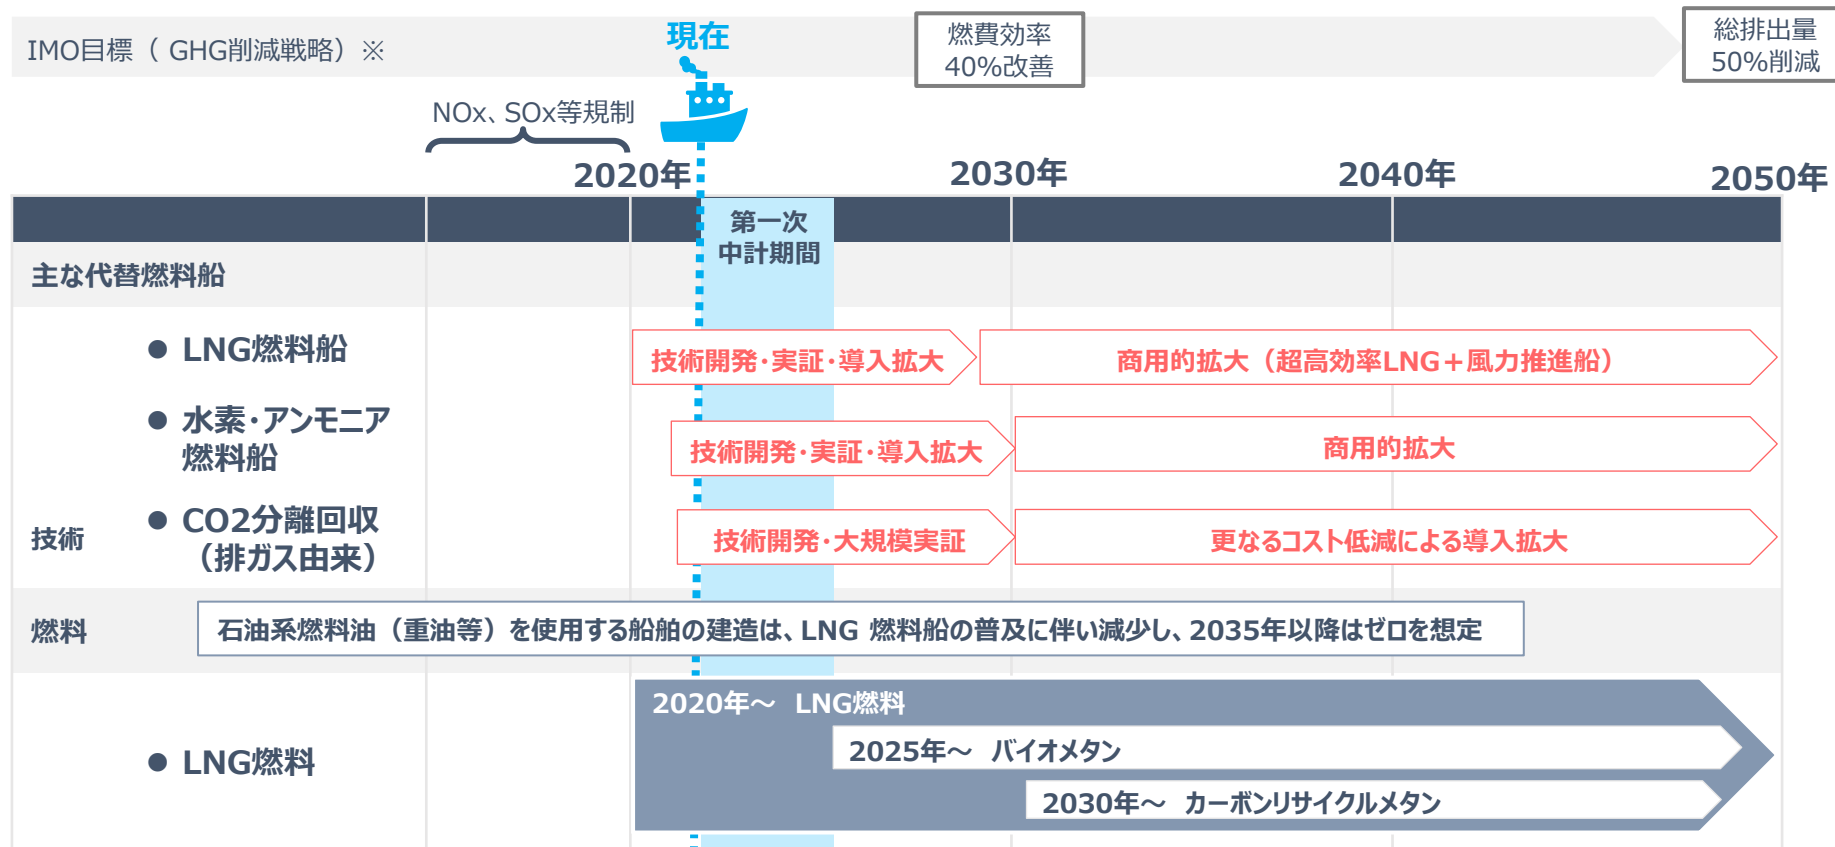 IMO目標（ GHG削減戦略）※
現在
燃費効率
40%改善
総排出量
50%削減
NOx、SOx等規制
2020年
2030年
2040年
2050年
第一次
中計期間
主な代替燃料船
● LNG燃料船
技術開発・実証・導入拡大
商用的拡大（超高効率LNG＋風力推進船）
● 水素・アンモニア
燃料船
技術開発・実証・導入拡大
商用的拡大
技術
● CO2分離回収
（排ガス由来）
技術開発・大規模実証
更なるコスト低減による導入拡大
燃料
石油系燃料油（重油等）を使用する船舶の建造は、LNG 燃料船の普及に伴い減少し、2035年以降はゼロを想定
2020年～ LNG燃料
● LNG燃料
2025年～ バイオメタン
2030年～ カーボンリサイクルメタン